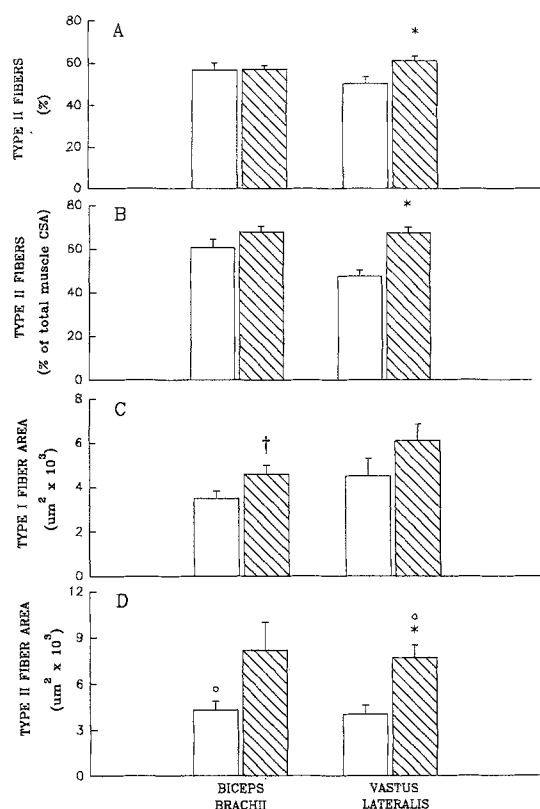 A
TYPE II FIBERS
(%)
80
60
40
20
0
*
B
TYPE II FIBERS
(% of total muscle CSA)
80
60
40
20
0
*
C
TYPE I FIBER AREA
(um² x 10³)
8
6
4
2
0
†
D
TYPE II FIBER AREA
(um² x 10³)
12
9
6
3
0
o
o
*
BICEPS
BRACHII
VASTUS
LATERALIS